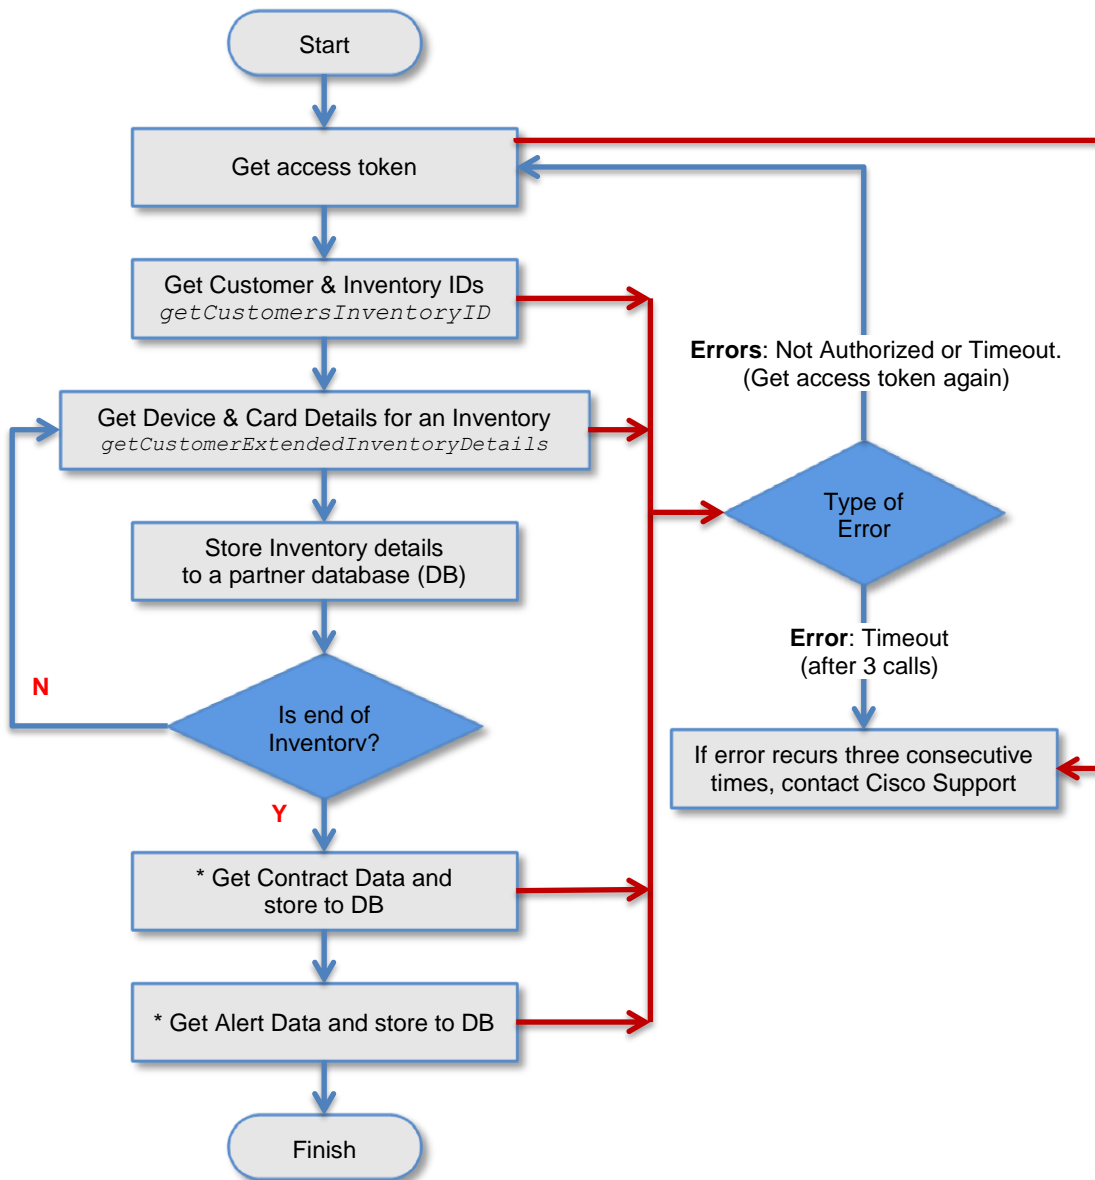 Start
Get access token
Get Customer & Inventory IDs
getCustomersInventoryID
Errors: Not Authorized or Timeout.
(Get access token again)
Get Device & Card Details for an Inventory
getCustomerExtendedInventoryDetails
Type of
Error
Store Inventory details
to a partner database (DB)
Error: Timeout
(after 3 calls)
N
Is end of
Inventory?
If error recurs three consecutive
times, contact Cisco Support
Y
* Get Contract Data and
store to DB
* Get Alert Data and store to DB
Finish